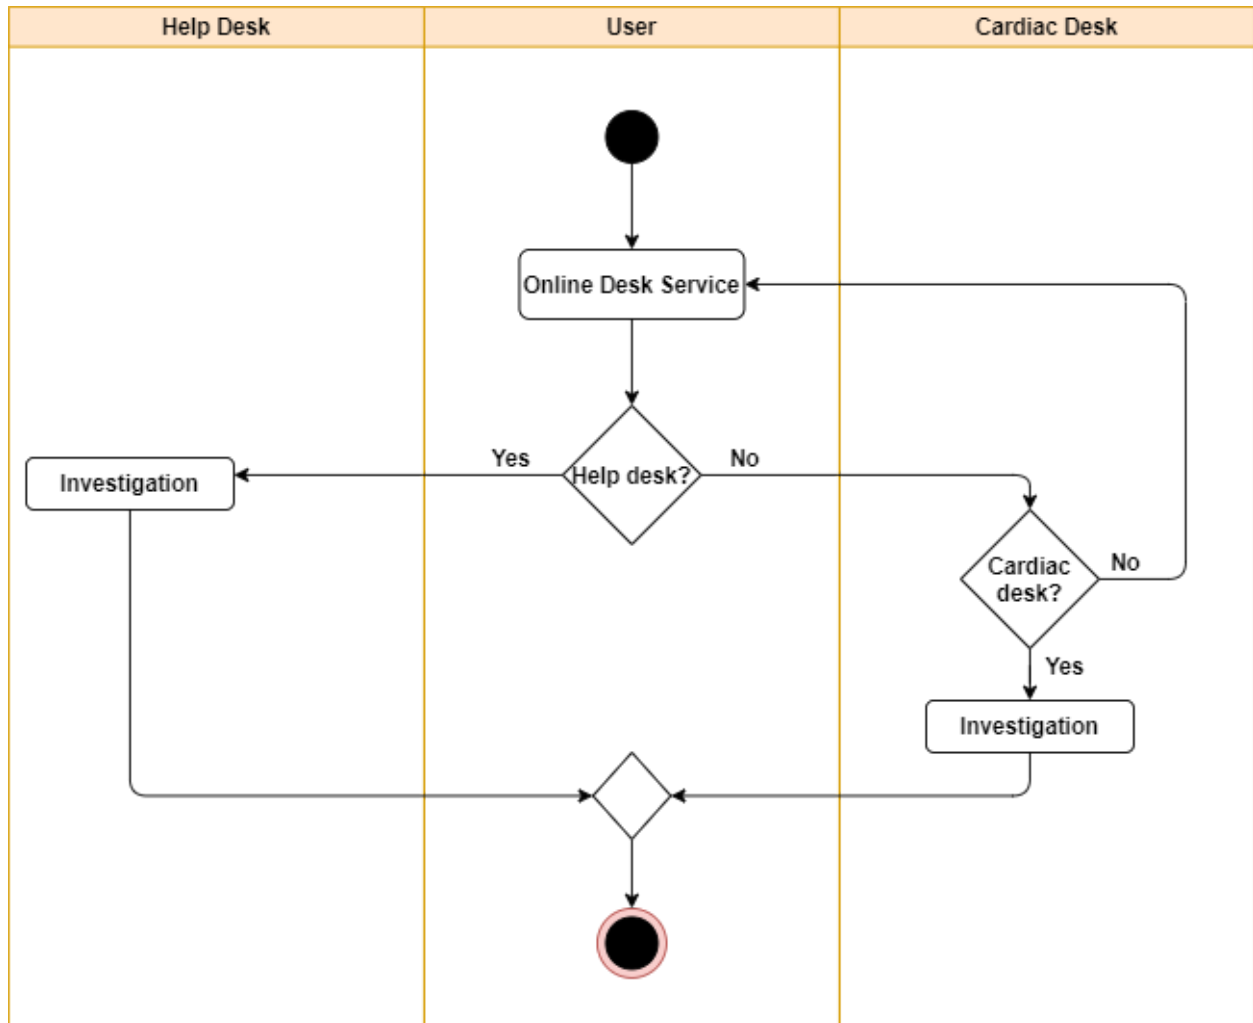 Help Desk
User
Cardiac Desk
Online Desk Service
Yes
Help desk?
No
Investigation
Cardiac
desk?
No
Yes
Investigation